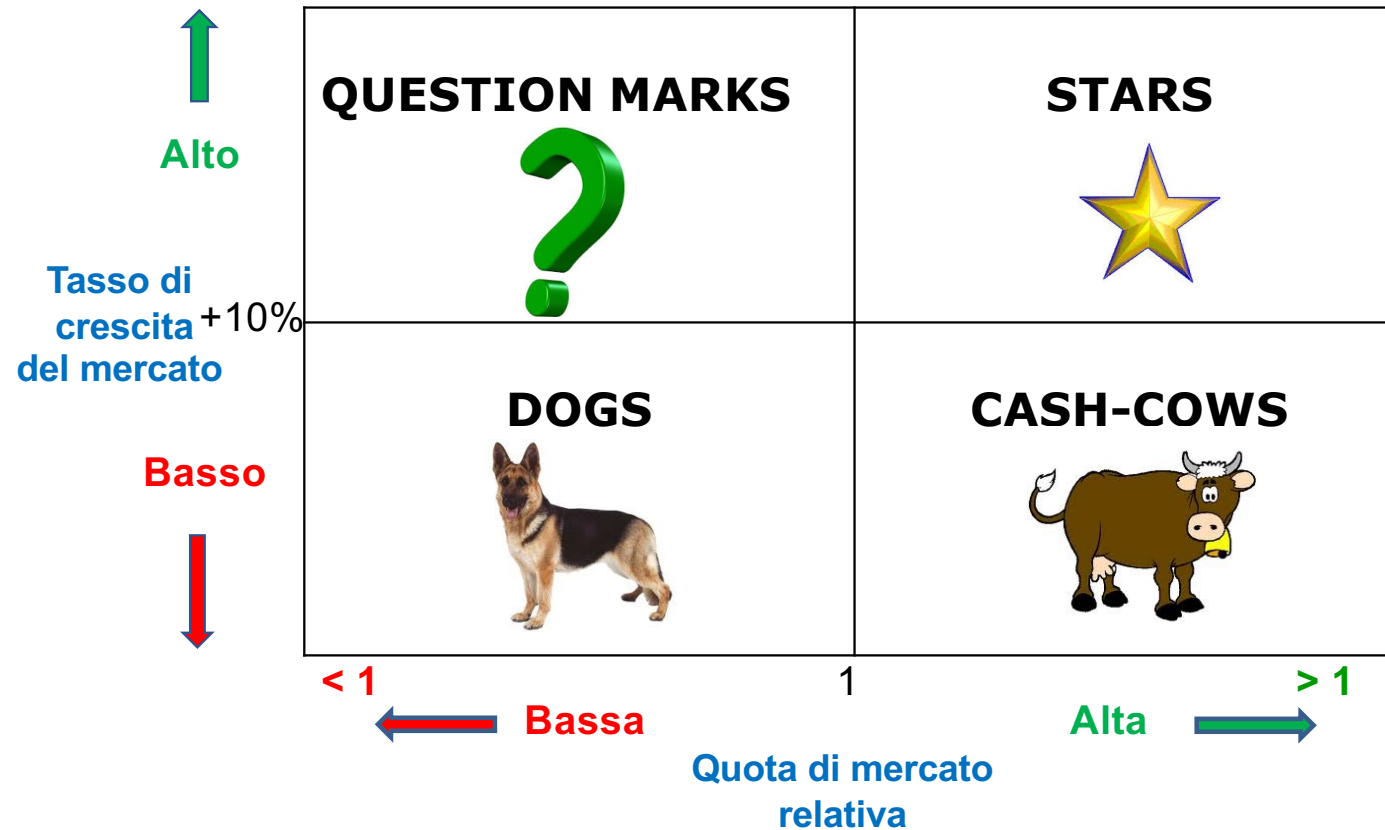 QUESTION MARKS
STARS
Alto
Tasso di
crescita
del mercato
+10%
DOGS
CASH-COWS
Basso
< 1
1
> 1
Bassa
Alta
Quota di mercato
relativa